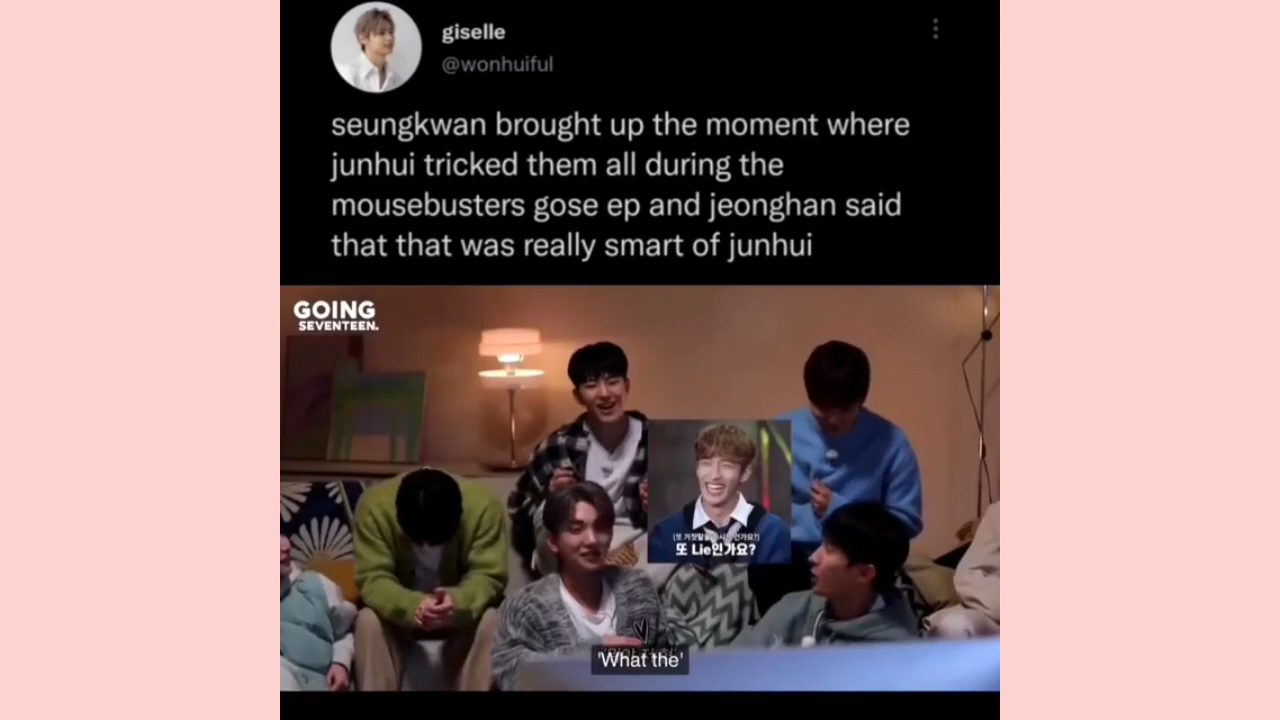 giselle
@wonhuiful
seungkwan brought up the moment where
junhui tricked them all during the
mousebusters gose ep and jeonghan said
that that was really smart of junhui
GOING
SEVENTEEN.
또 Lie인가요?
'What the'